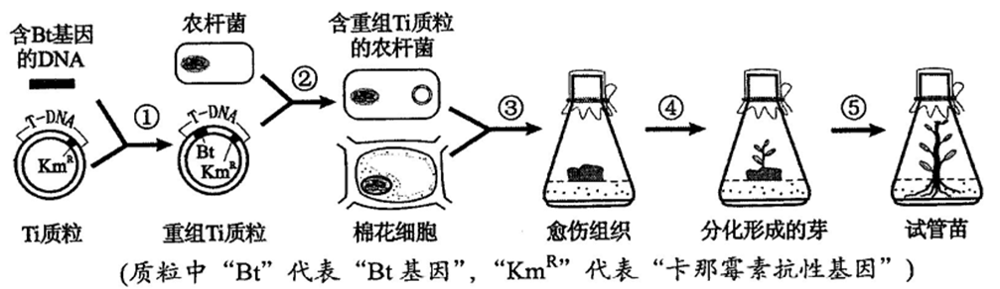 含Bt基因
的DNA
农杆菌
含重组Ti质粒
的农杆菌
①
②
③
④
⑤
T-DNA
Km^R
T-DNA
Bt
Km^R
Ti质粒
重组Ti质粒
棉花细胞
愈伤组织
分化形成的芽
试管苗
(质粒中“Bt”代表“Bt基因”,“Km^R”代表“卡那霉素抗性基因”)